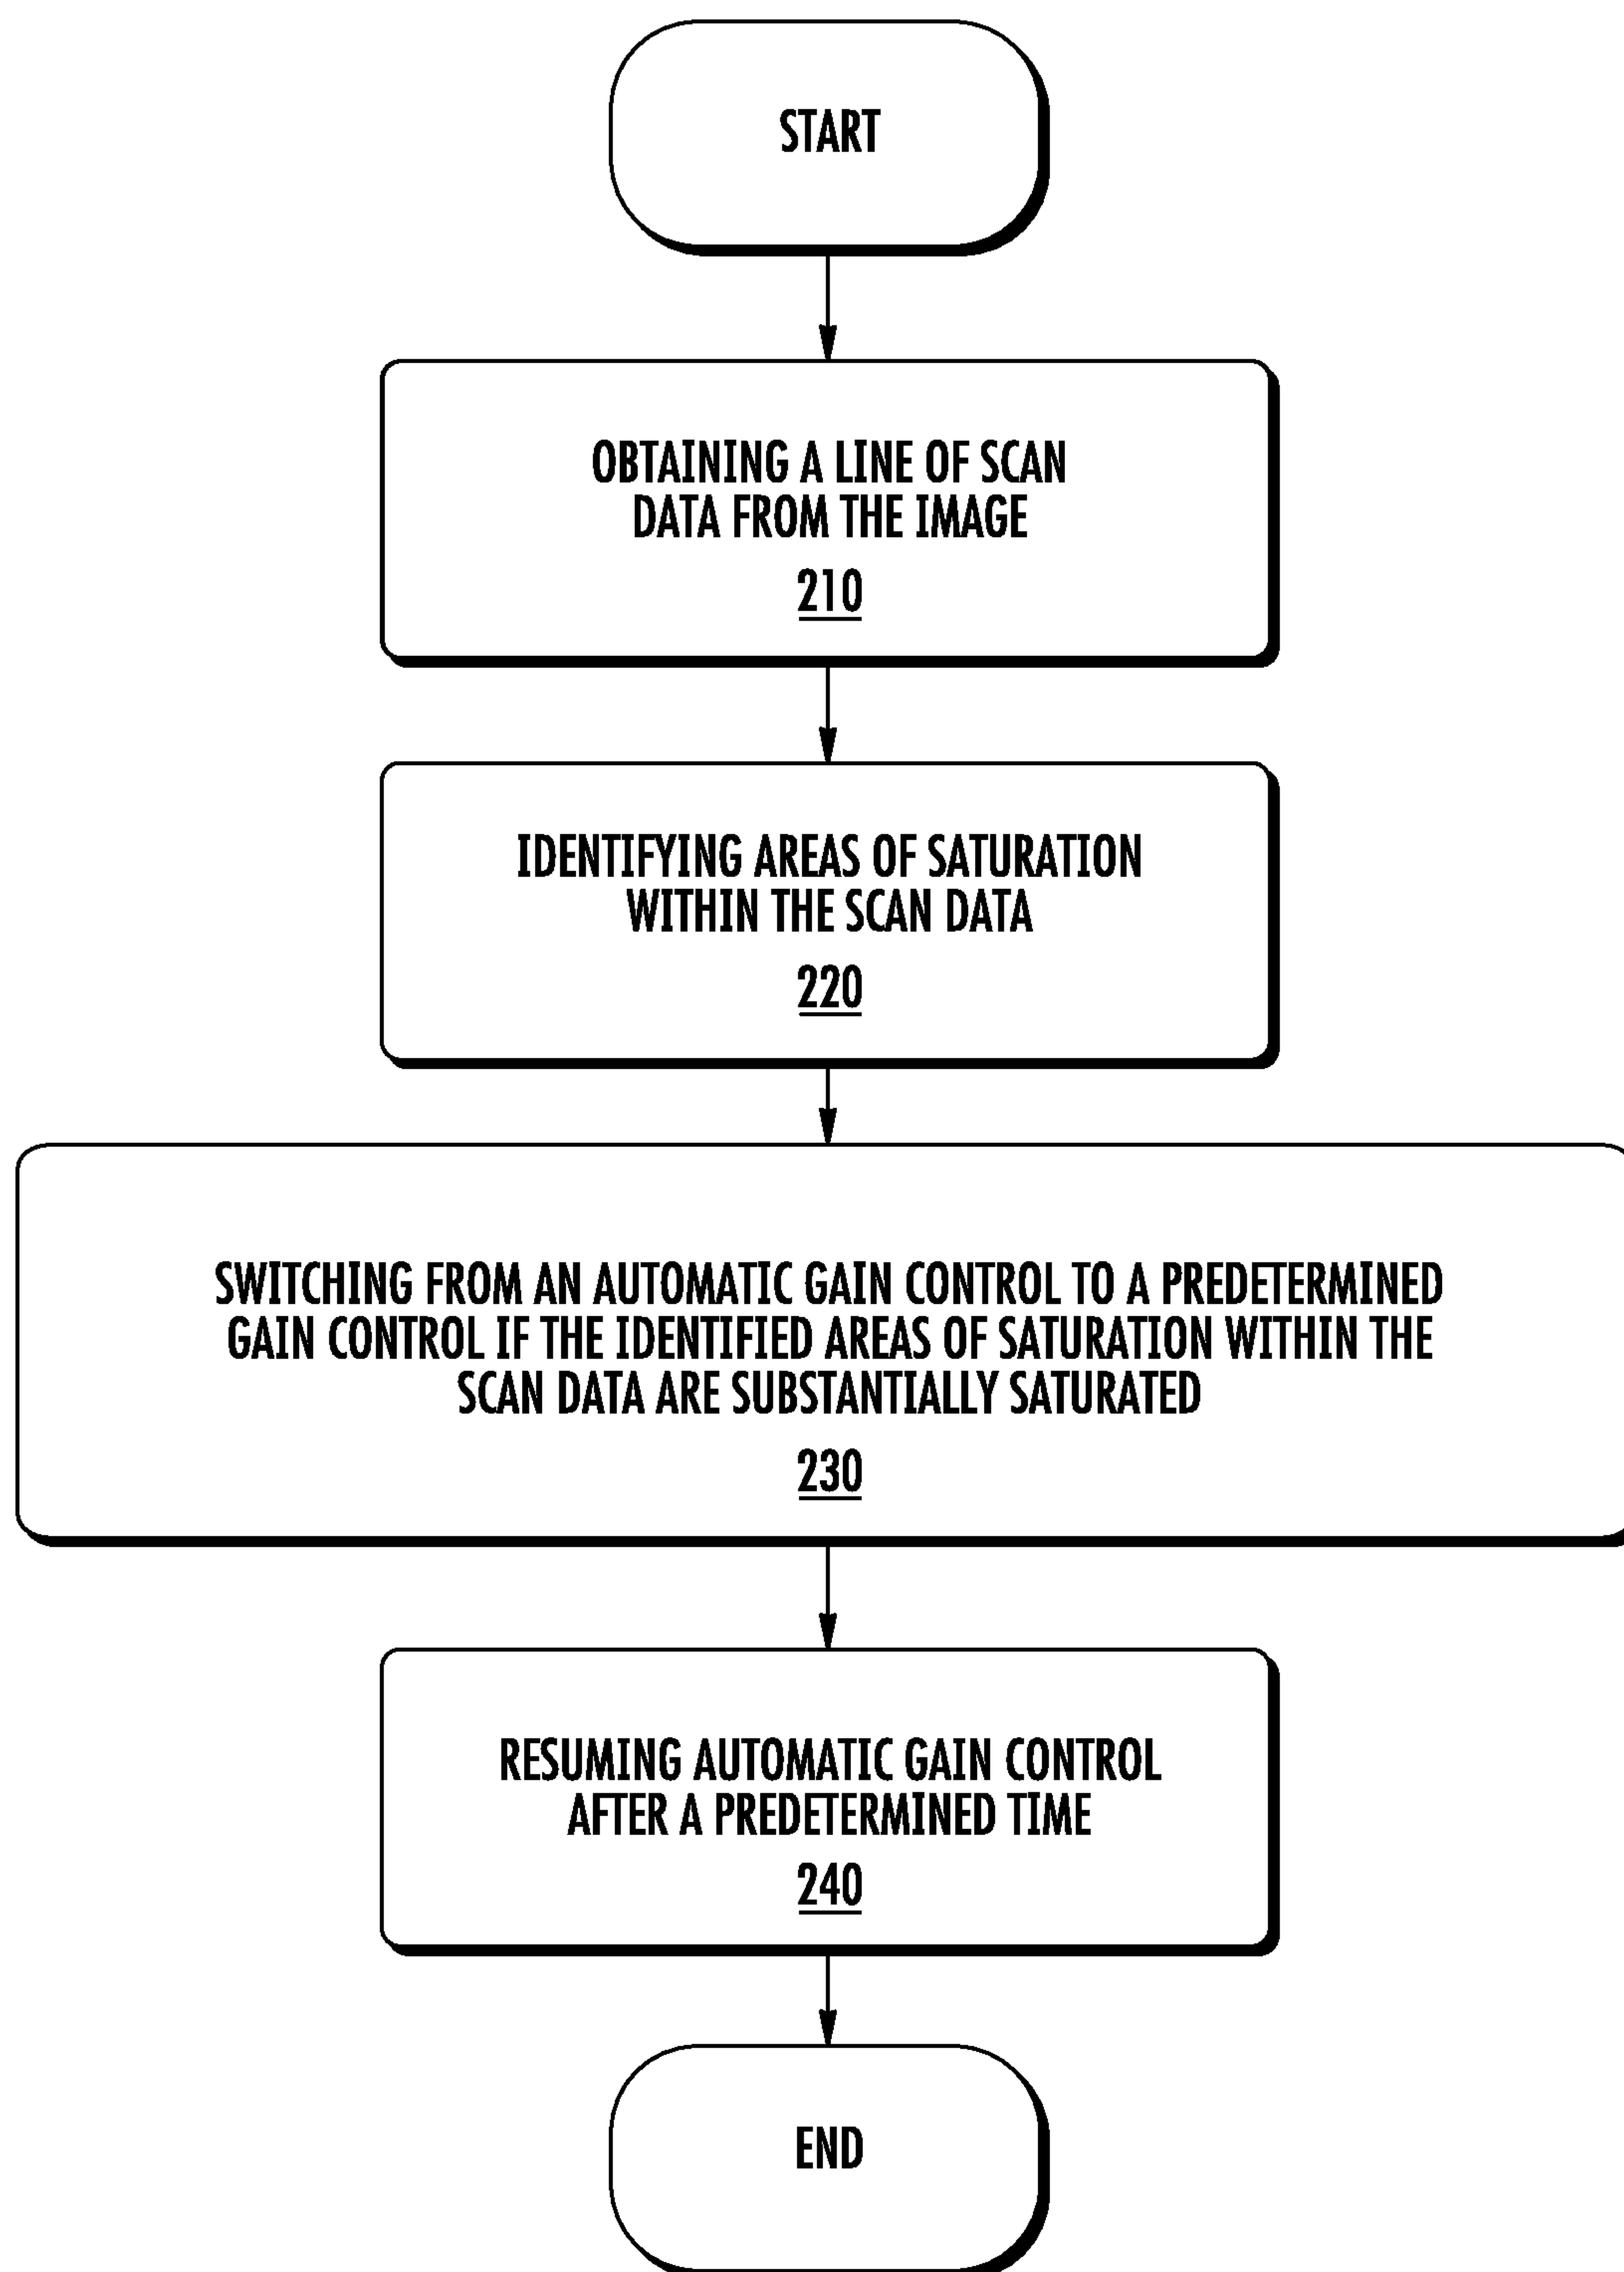 START
OBTAINING A LINE OF SCAN
DATA FROM THE IMAGE
210
IDENTIFYING AREAS OF SATURATION
WITHIN THE SCAN DATA
220
SWITCHING FROM AN AUTOMATIC GAIN CONTROL TO A PREDETERMINED
GAIN CONTROL IF THE IDENTIFIED AREAS OF SATURATION WITHIN THE
SCAN DATA ARE SUBSTANTIALLY SATURATED
230
RESUMING AUTOMATIC GAIN CONTROL
AFTER A PREDETERMINED TIME
240
END